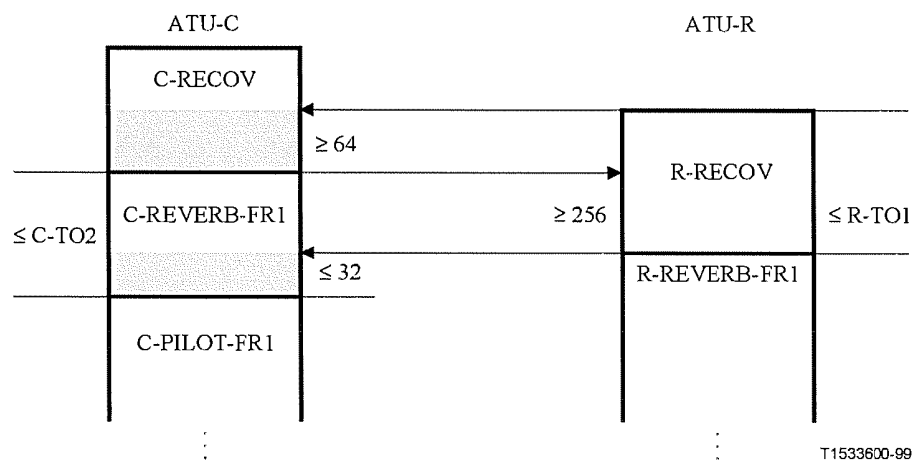 ATU-C
ATU-R
C-RECOV
≥ 64
R-RECOV
C-REVERB-FR1
≥ 256
≤ R-TO1
≤ C-TO2
≤ 32
R-REVERB-FR1
C-PILOT-FR1
T1533600-99